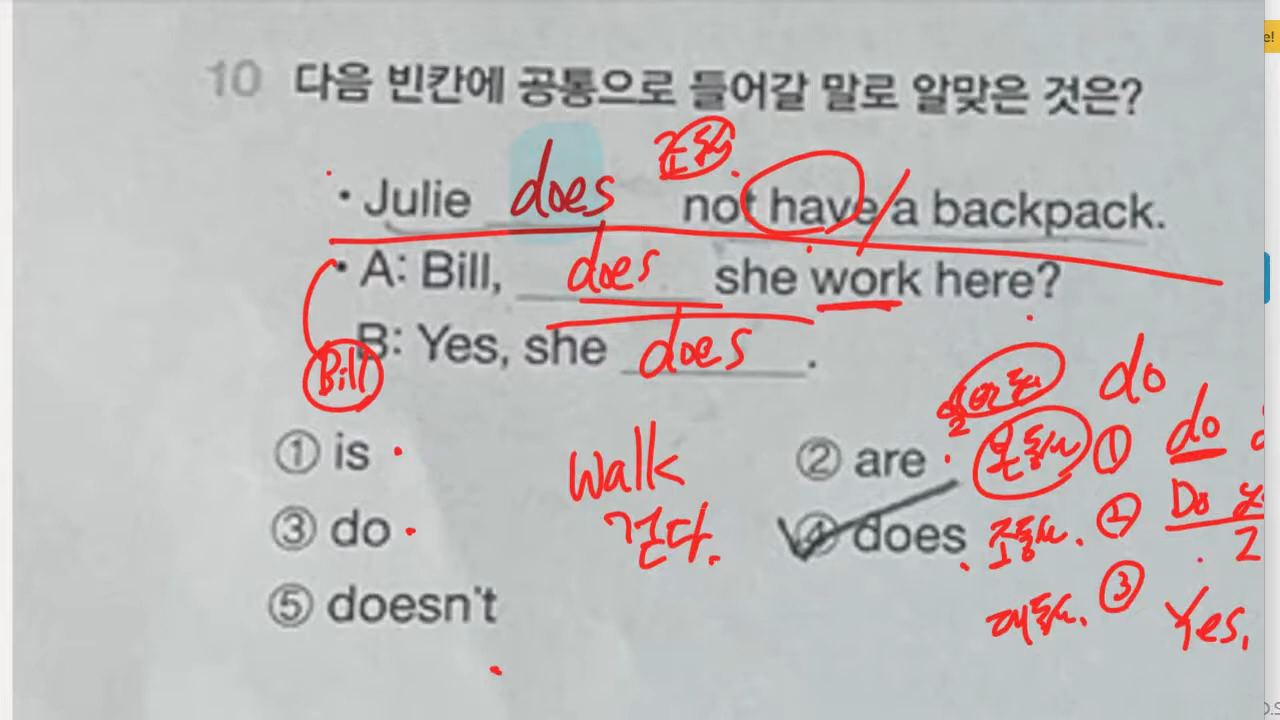 10 다음 빈칸에 공통으로 들어갈 말로 알맞은 것은?
조동사
• Julie does not have a backpack.
• A: Bill, does she work here?
B: Yes, she does.
Bill
① is
② are
③ do
④ does
⑤ doesn't
walk
걷다.
do
일반동사
본동사 ① do
조동사. ② Do
대동사. ③ Yes,